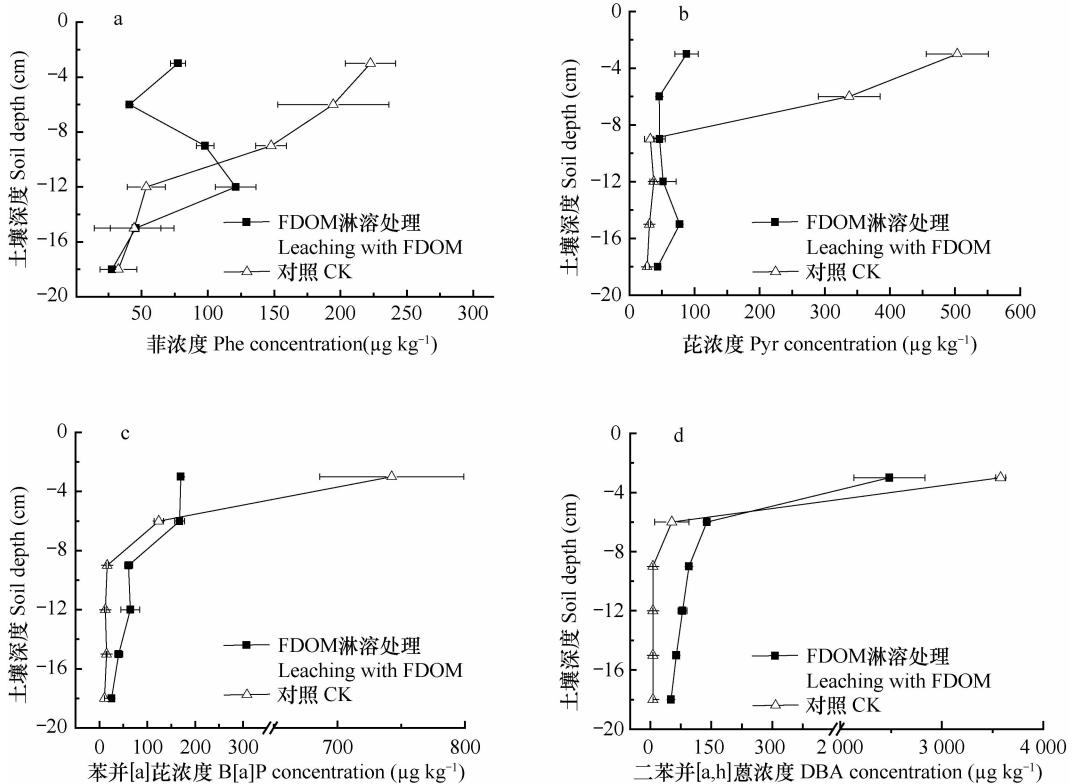 a
0
−4
−8
−12
−16
−20
土壤深度 Soil depth (cm)
FDOM淋溶处理
Leaching with FDOM
对照 CK
50 100 150 200 250 300
菲浓度 Phe concentration(μg kg⁻¹)
b
0
−4
−8
−12
−16
−20
土壤深度 Soil depth (cm)
FDOM淋溶处理
Leaching with FDOM
对照 CK
0 100 200 300 400 500 600
芘浓度 Pyr concentration (μg kg⁻¹)
c
0
−4
−8
−12
−16
−20
土壤深度 Soil depth (cm)
FDOM淋溶处理
Leaching with FDOM
对照 CK
0 100 200 300 700 800
苯并[a]芘浓度 B[a]P concentration (μg kg⁻¹)
d
0
−4
−8
−12
−16
−20
土壤深度 Soil depth (cm)
FDOM淋溶处理
Leaching with FDOM
对照 CK
0 150 300 2 000 3 000 4 000
二苯并[a,h]蒽浓度 DBA concentration (μg kg⁻¹)